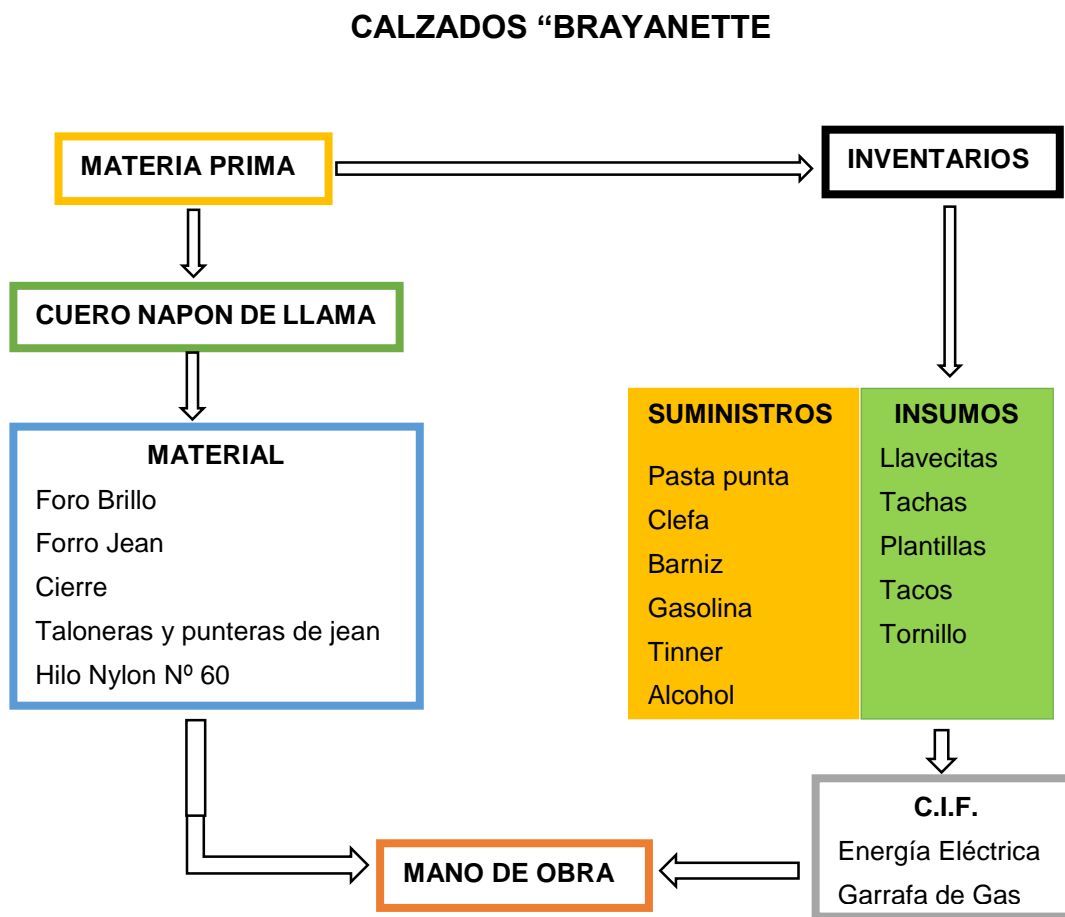 CALZADOS “BRAYANETTE
MATERIA PRIMA
INVENTARIOS
CUERO NAPON DE LLAMA
MATERIAL
Foro Brillo
Forro Jean
Cierre
Taloneras y punteras de jean
Hilo Nylon Nº 60
SUMINISTROS
Pasta punta
Clefa
Barniz
Gasolina
Tinner
Alcohol
INSUMOS
Llavecitas
Tachas
Plantillas
Tacos
Tornillo
C.I.F.
Energía Eléctrica
Garrafa de Gas
MANO DE OBRA